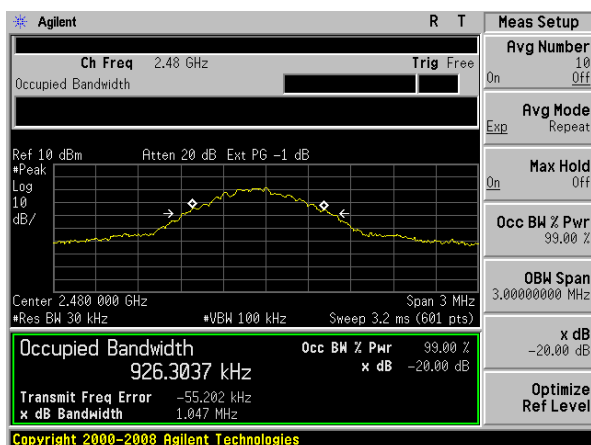 Agilent R T Meas Setup
Avg Number
10
On Off
Ch Freq 2.48 GHz Trig Free
Occupied Bandwidth
Avg Mode
Exp Repeat
Ref 10 dBm Atten 20 dB Ext PG -1 dB
#Peak
Log
10
dB/
Max Hold
On Off
Occ BW % Pwr
99.00 %
OBW Span
3.00000000 MHz
Center 2.480 000 GHz Span 3 MHz
#Res BW 30 kHz #VBW 100 kHz Sweep 3.2 ms (601 pts)
x dB
-20.00 dB
Occupied Bandwidth Occ BW % Pwr 99.00 %
926.3037 kHz x dB -20.00 dB
Transmit Freq Error -55.202 kHz
x dB Bandwidth 1.047 MHz
Optimize
Ref Level
Copyright 2000-2008 Agilent Technologies